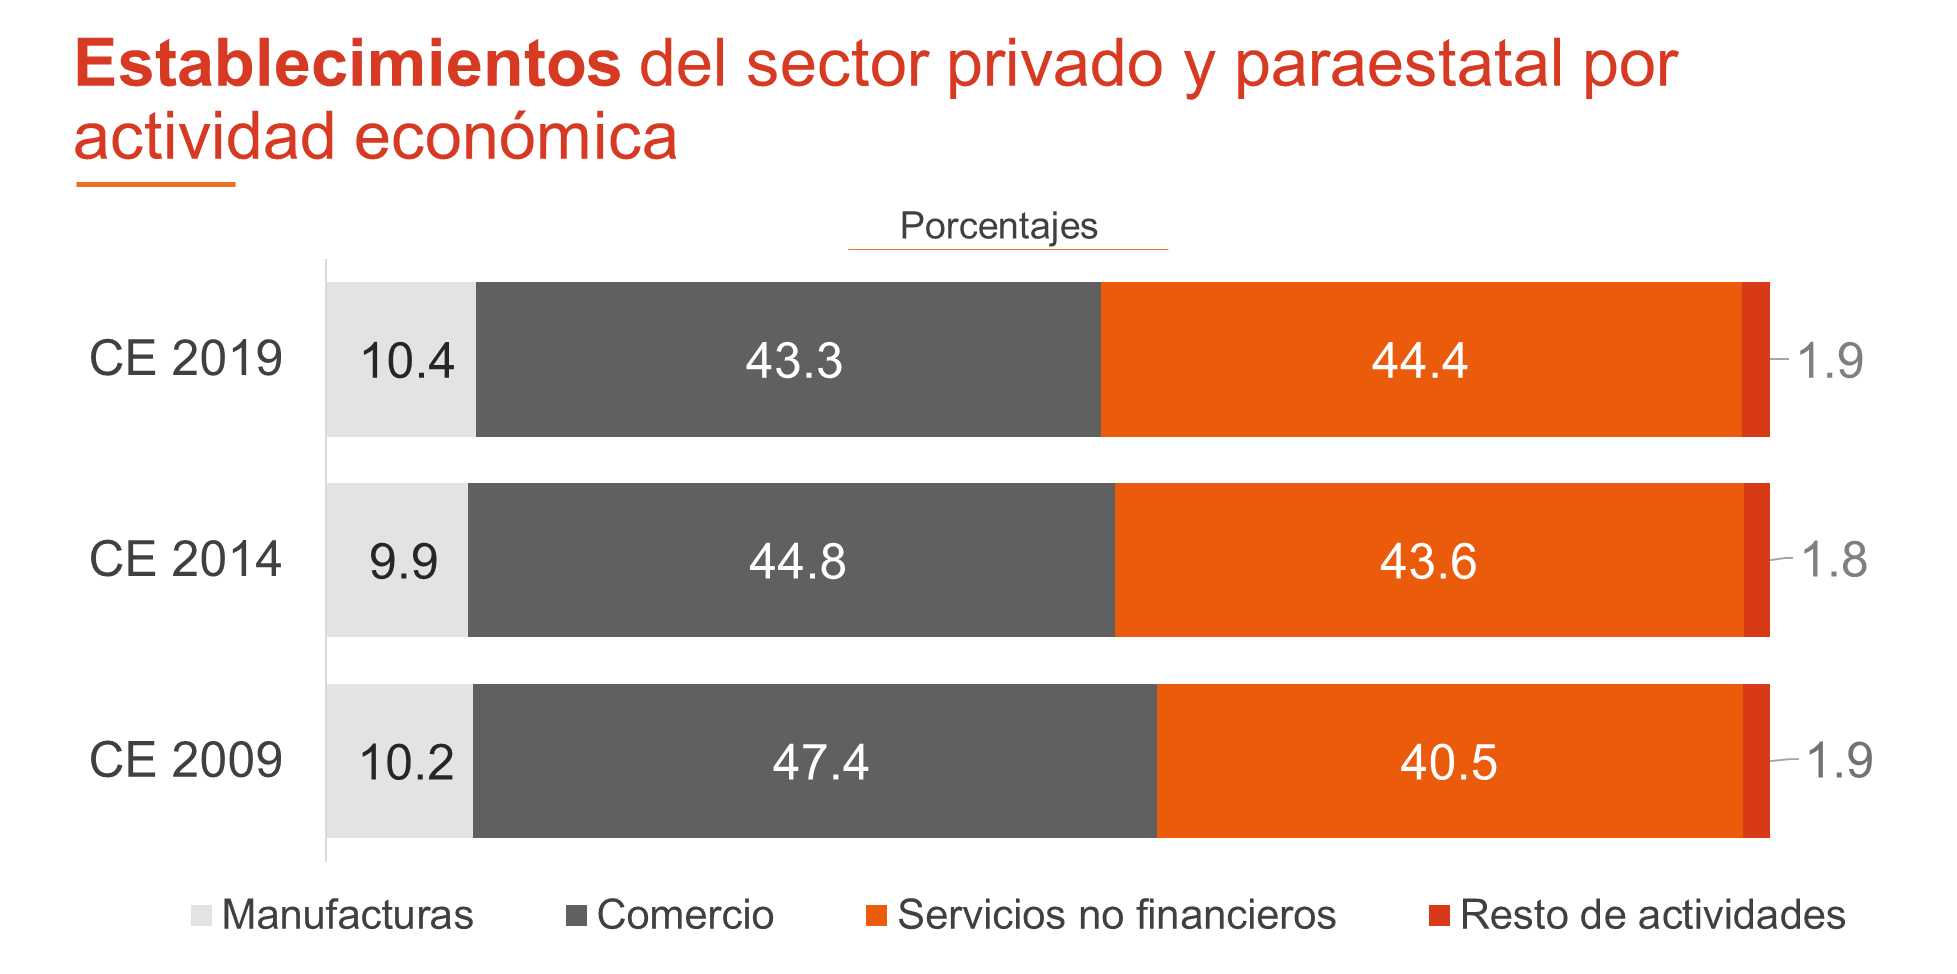 Establecimientos del sector privado y paraestatal por
actividad económica
Porcentajes
CE 2019 10.4 43.3 44.4 1.9
CE 2014 9.9 44.8 43.6 1.8
CE 2009 10.2 47.4 40.5 1.9
Manufacturas Comercio Servicios no financieros Resto de actividades